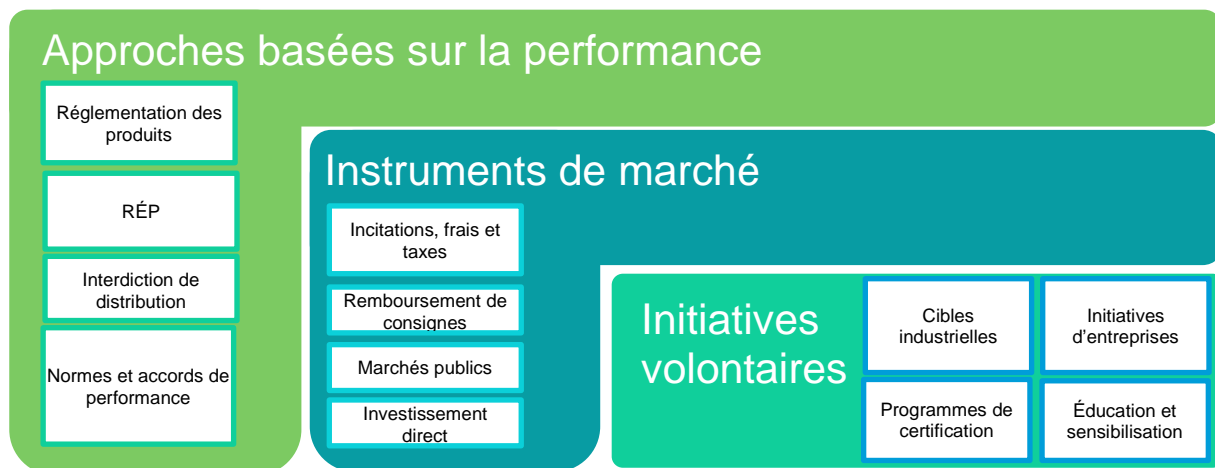 Approches basées sur la performance
Réglementation des
produits
RÉP
Interdiction de
distribution
Normes et accords de
performance
Instruments de marché
Incitations, frais et
taxes
Remboursement de
consignes
Marchés publics
Investissement
direct
Initiatives
volontaires
Cibles
industrielles
Initiatives
d’entreprises
Programmes de
certification
Éducation et
sensibilisation